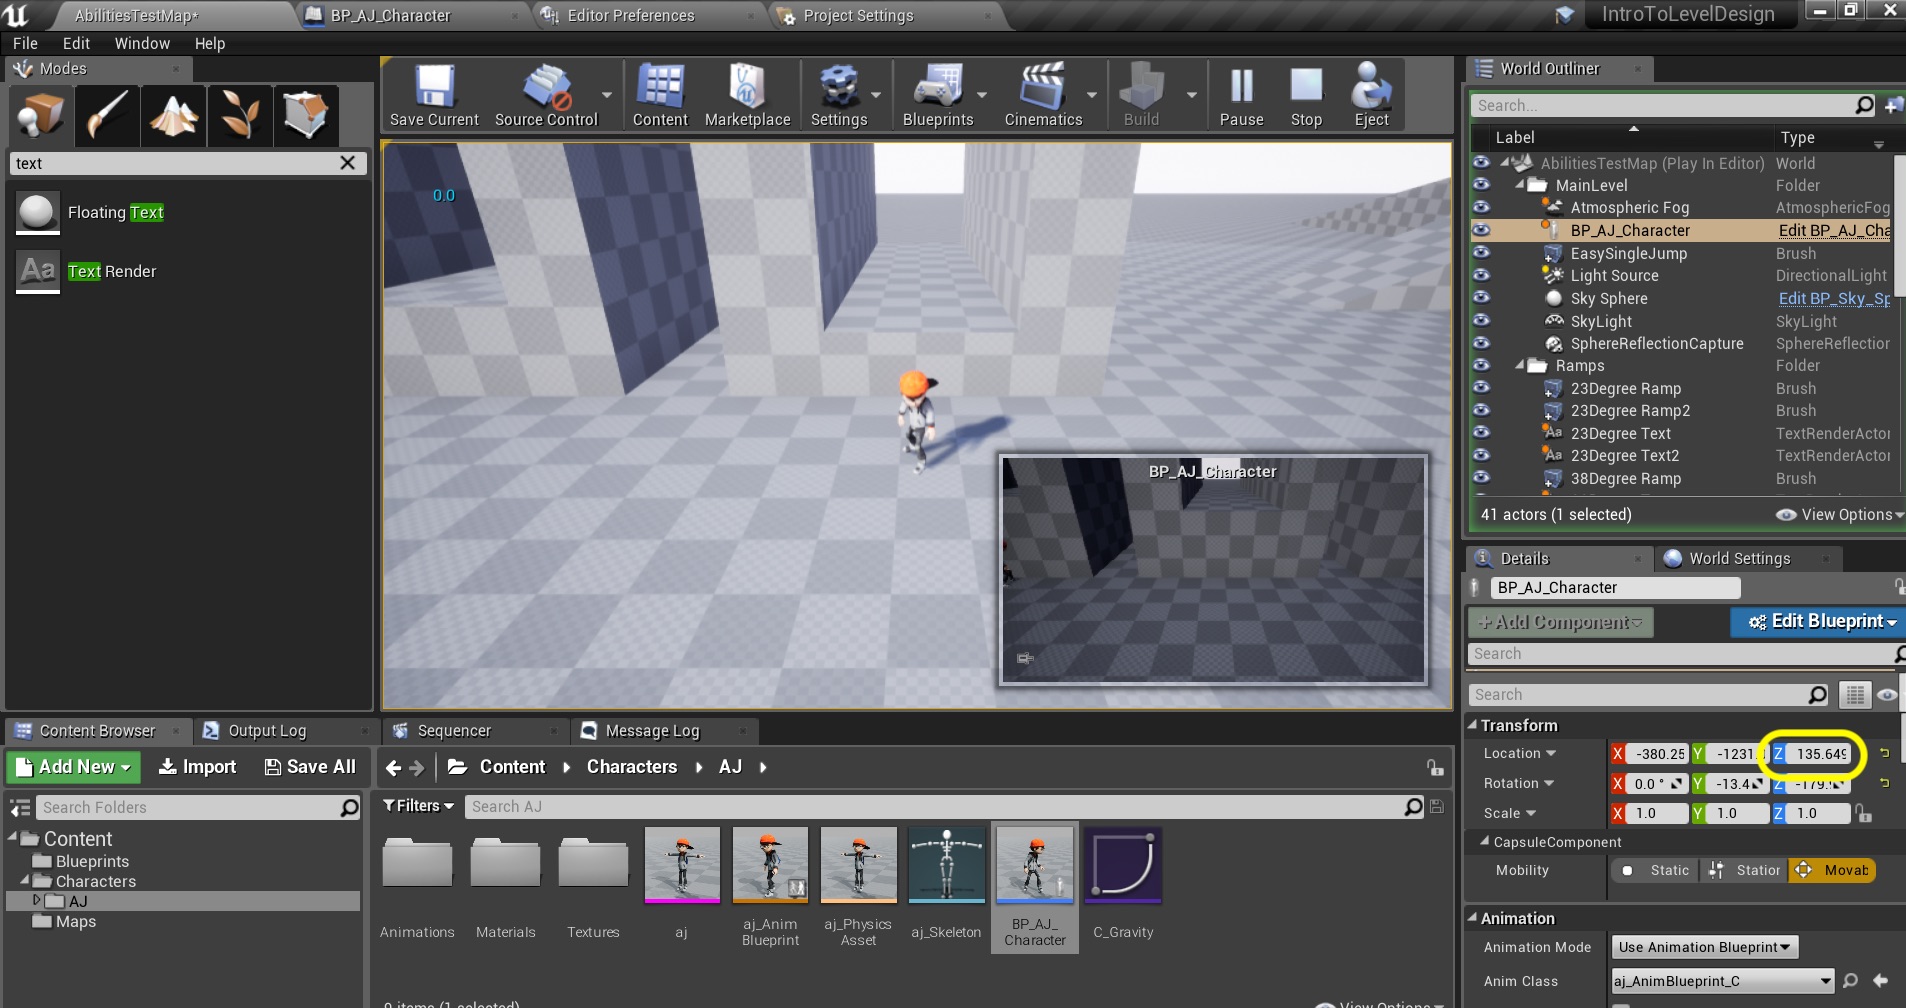 AbilitiesTestMap*
BP_AJ_Character
Editor Preferences
Project Settings
IntroToLevelDesign
File Edit Window Help
Modes
text
Floating Text
Aa
Text Render
Save Current
Source Control
Content
Marketplace
Settings
Blueprints
Cinematics
Build
Pause
Stop
Eject
0.0
BP_AJ_Character
World Outliner
Search...
Label Type
AbilitiesTestMap (Play In Editor) World
MainLevel Folder
Atmospheric Fog AtmosphericFog
BP_AJ_Character Edit BP_AJ_Cha
EasySingleJump Brush
Light Source DirectionalLight
Sky Sphere Edit BP_Sky_Sp
SkyLight SkyLight
SphereReflectionCapture SphereReflection
Ramps Folder
23Degree Ramp Brush
23Degree Ramp2 Brush
Aa 23Degree Text TextRenderActor
Aa 23Degree Text2 TextRenderActor
38Degree Ramp Brush
41 actors (1 selected) View Options
Details
World Settings
BP_AJ_Character
+Add Component
Edit Blueprint
Search
Search
Transform
Location X -380.25 Y -1231. Z 135.649
Rotation X 0.0 ° Y -13.4 Z -179.
Scale X 1.0 Y 1.0 Z 1.0
CapsuleComponent
Mobility Static Station Movab
Animation
Animation Mode Use Animation Blueprint
Anim Class aj_AnimBlueprint_C
Content Browser
Output Log
Sequencer
Message Log
Add New Import Save All
Content Characters AJ
Search Folders
Filters Search AJ
Content
Blueprints
Characters
AJ
Maps
Animations
Materials
Textures
aj
aj_Anim
Blueprint
aj_Physics
Asset
aj_Skeleton
BP_AJ_
Character
C_Gravity
9 items (1 selected)
View Options